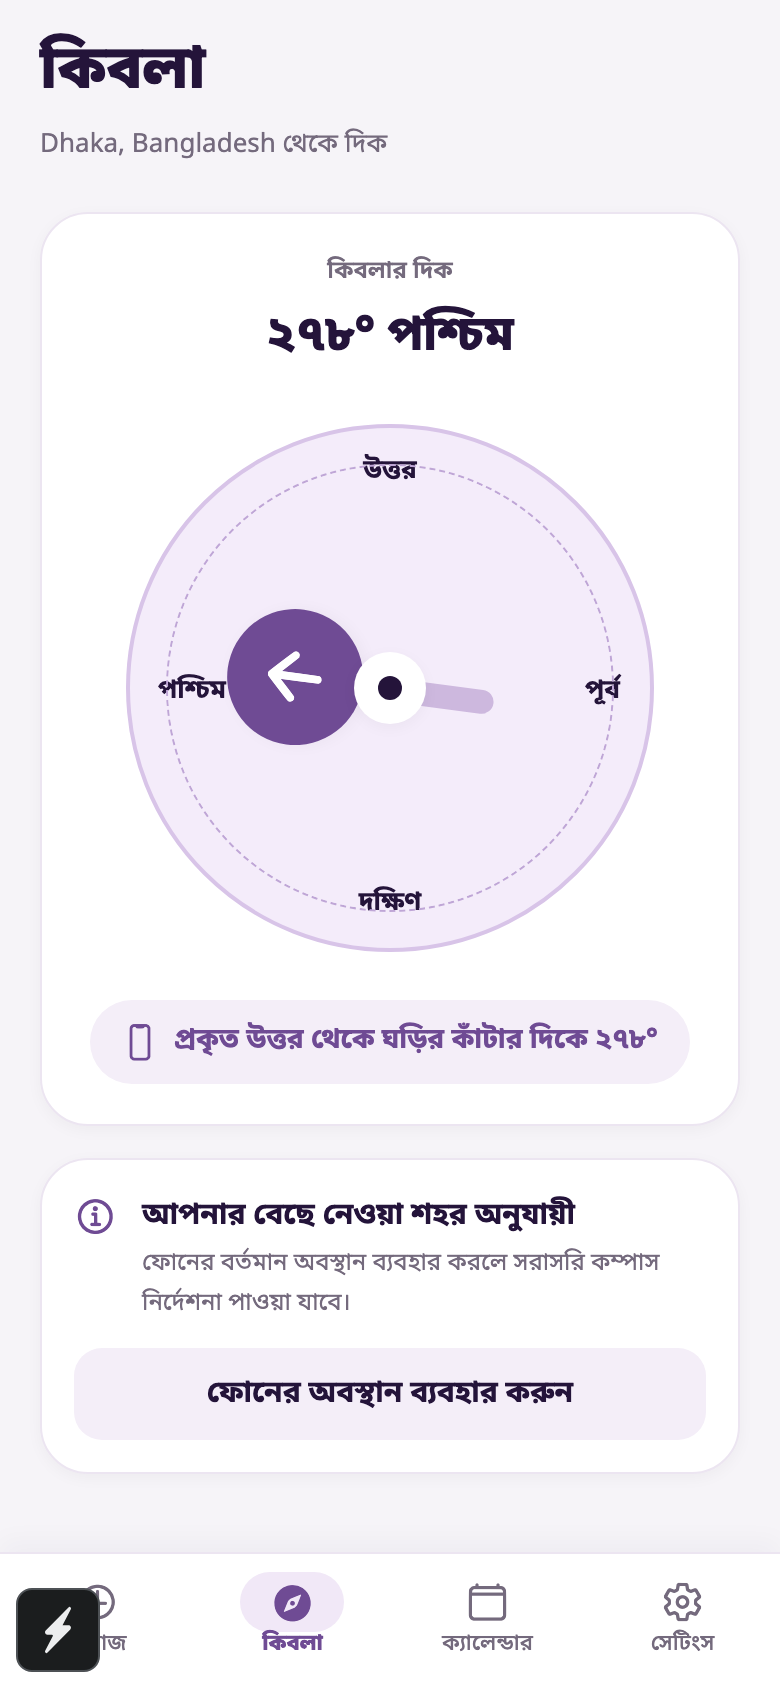 কিবলা
Dhaka, Bangladesh থেকে দিক
কিবলার দিক
২৭৮° পশ্চিম
উত্তর
পশ্চিম
পূর্ব
দক্ষিণ
প্রকৃত উত্তর থেকে ঘড়ির কাঁটার দিকে ২৭৮°
আপনার বেছে নেওয়া শহর অনুযায়ী
ফোনের বর্তমান অবস্থান ব্যবহার করলে সরাসরি কম্পাস
নির্দেশনা পাওয়া যাবে।
ফোনের অবস্থান ব্যবহার করুন
কিবলা
ক্যালেন্ডার
সেটিংস